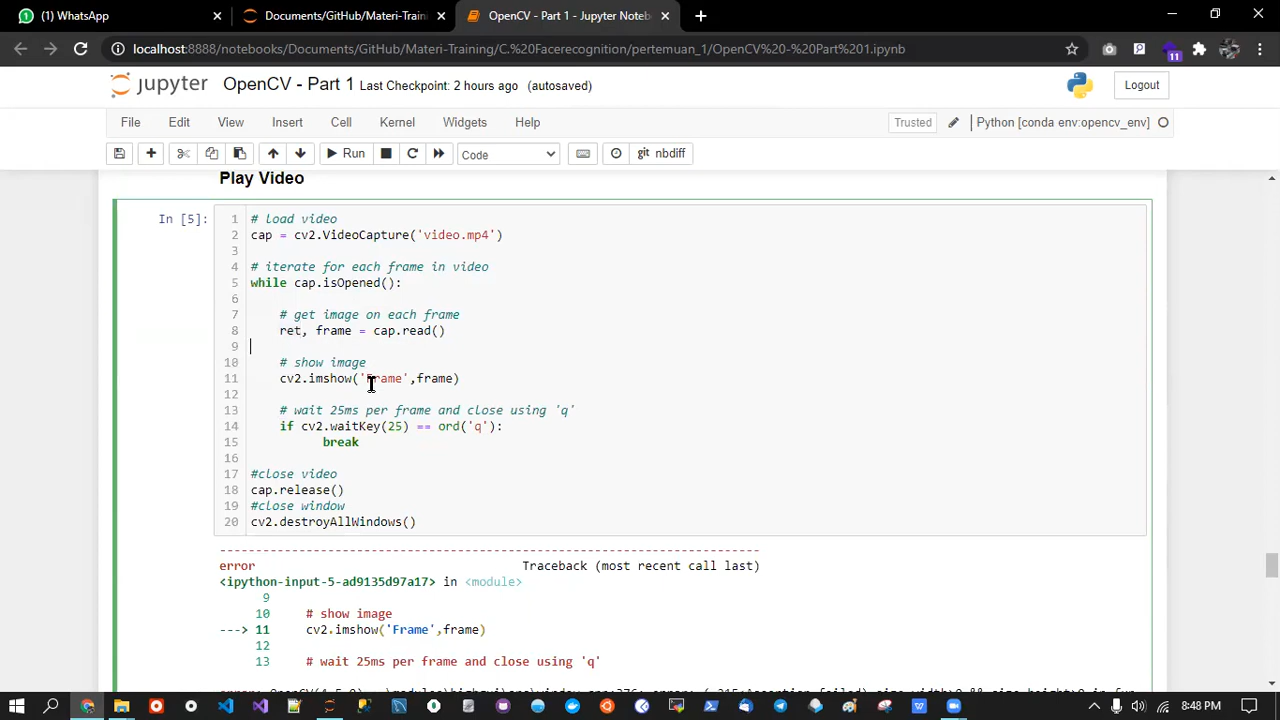 (1) WhatsApp
Documents/GitHub/Materi-Train
OpenCV - Part 1 - Jupyter Noteb
localhost:8888/notebooks/Documents/GitHub/Materi-Training/C.%20Facerecognition/pertemuan_1/OpenCV%20-%20Part%201.ipynb
11
jupyter OpenCV - Part 1 Last Checkpoint: 2 hours ago (autosaved)
Logout
File Edit View Insert Cell Kernel Widgets Help
Trusted
Python [conda env:opencv_env]
Run
Code
git nbdiff
Play Video
In [5]:
1 # load video
2 cap = cv2.VideoCapture('video.mp4')
3
4 # iterate for each frame in video
5 while cap.isOpened():
6
7 # get image on each frame
8 ret, frame = cap.read()
9
10 # show image
11 cv2.imshow('Frame',frame)
12
13 # wait 25ms per frame and close using 'q'
14 if cv2.waitKey(25) == ord('q'):
15 break
16
17 #close video
18 cap.release()
19 #close window
20 cv2.destroyAllWindows()
---------------------------------------------------------------------------
error Traceback (most recent call last)
<ipython-input-5-ad9135d97a17> in <module>
9
10 # show image
---> 11 cv2.imshow('Frame',frame)
12
13 # wait 25ms per frame and close using 'q'
8:48 PM